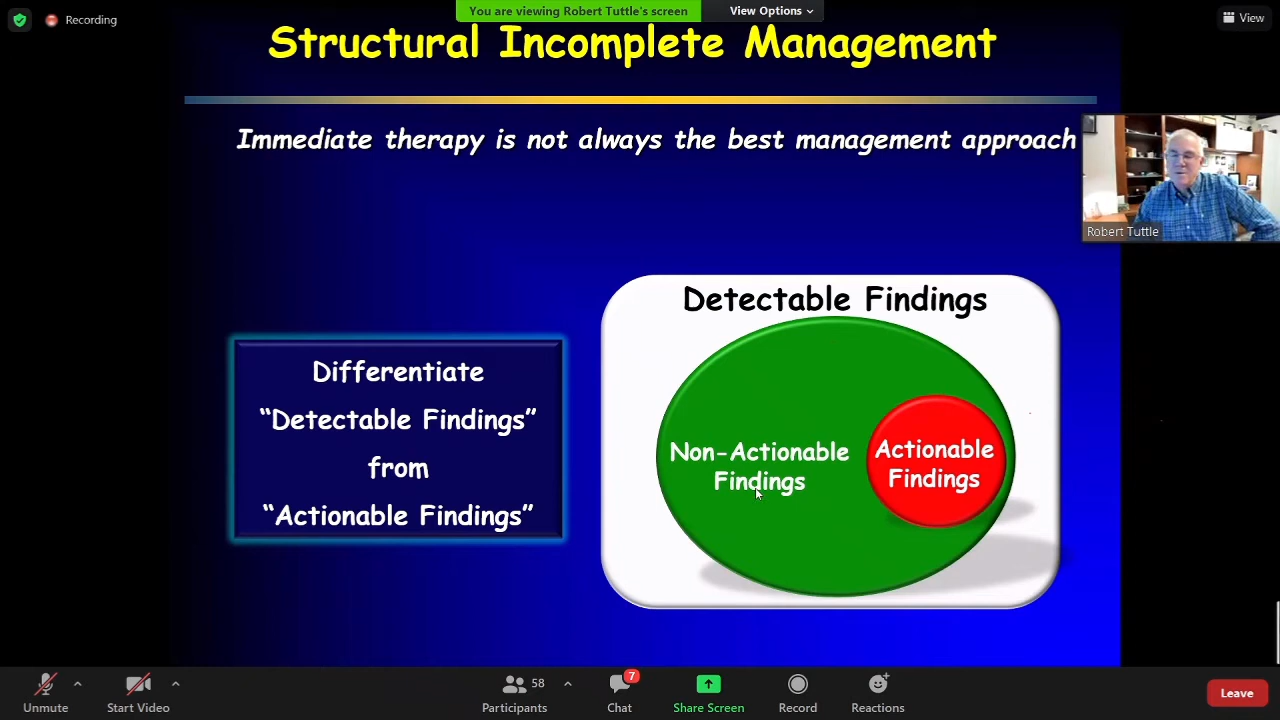 Recording
You are viewing Robert Tuttle's screen
View Options
View
Structural Incomplete Management
Immediate therapy is not always the best management approach
Robert Tuttle
Detectable Findings
Differentiate
“Detectable Findings”
from
“Actionable Findings”
Non-Actionable
Findings
Actionable
Findings
Unmute
Start Video
58
Participants
7
Chat
Share Screen
Record
Reactions
Leave